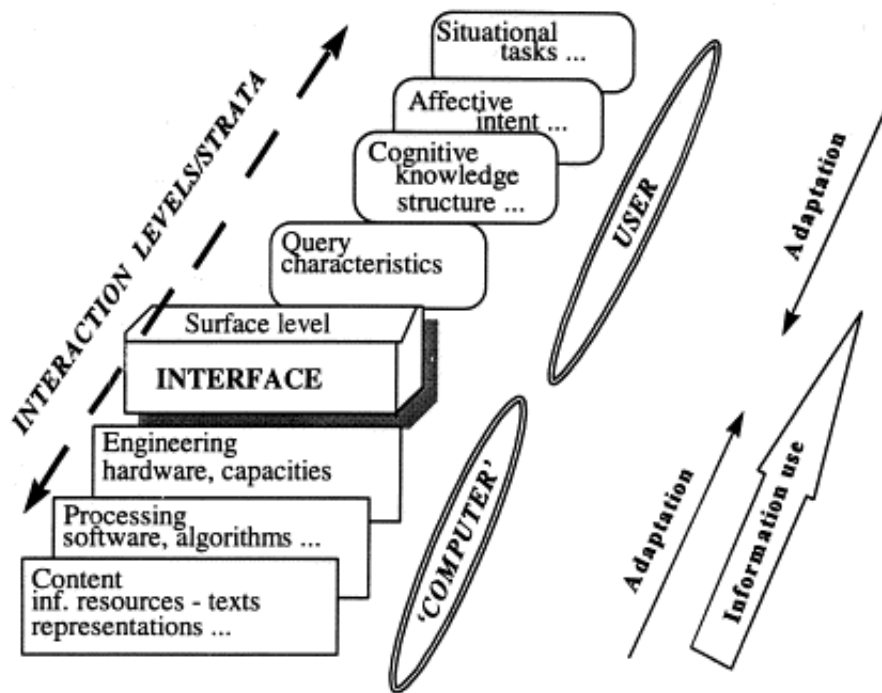 Situational
tasks ...
Affective
intent ...
Cognitive
knowledge
structure ...
Query
characteristics
Surface level
INTERFACE
Engineering
hardware, capacities
Processing
software, algorithms ...
Content
inf. resources - texts
representations ...
INTERACTION LEVELS/STRATA
USER
'COMPUTER'
Adaptation
Adaptation
Information use